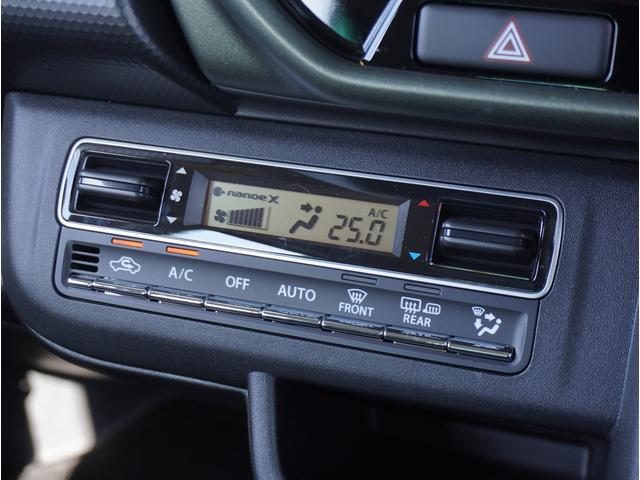 nanoeX
A/C
25.0
A/C
OFF
AUTO
FRONT
REAR